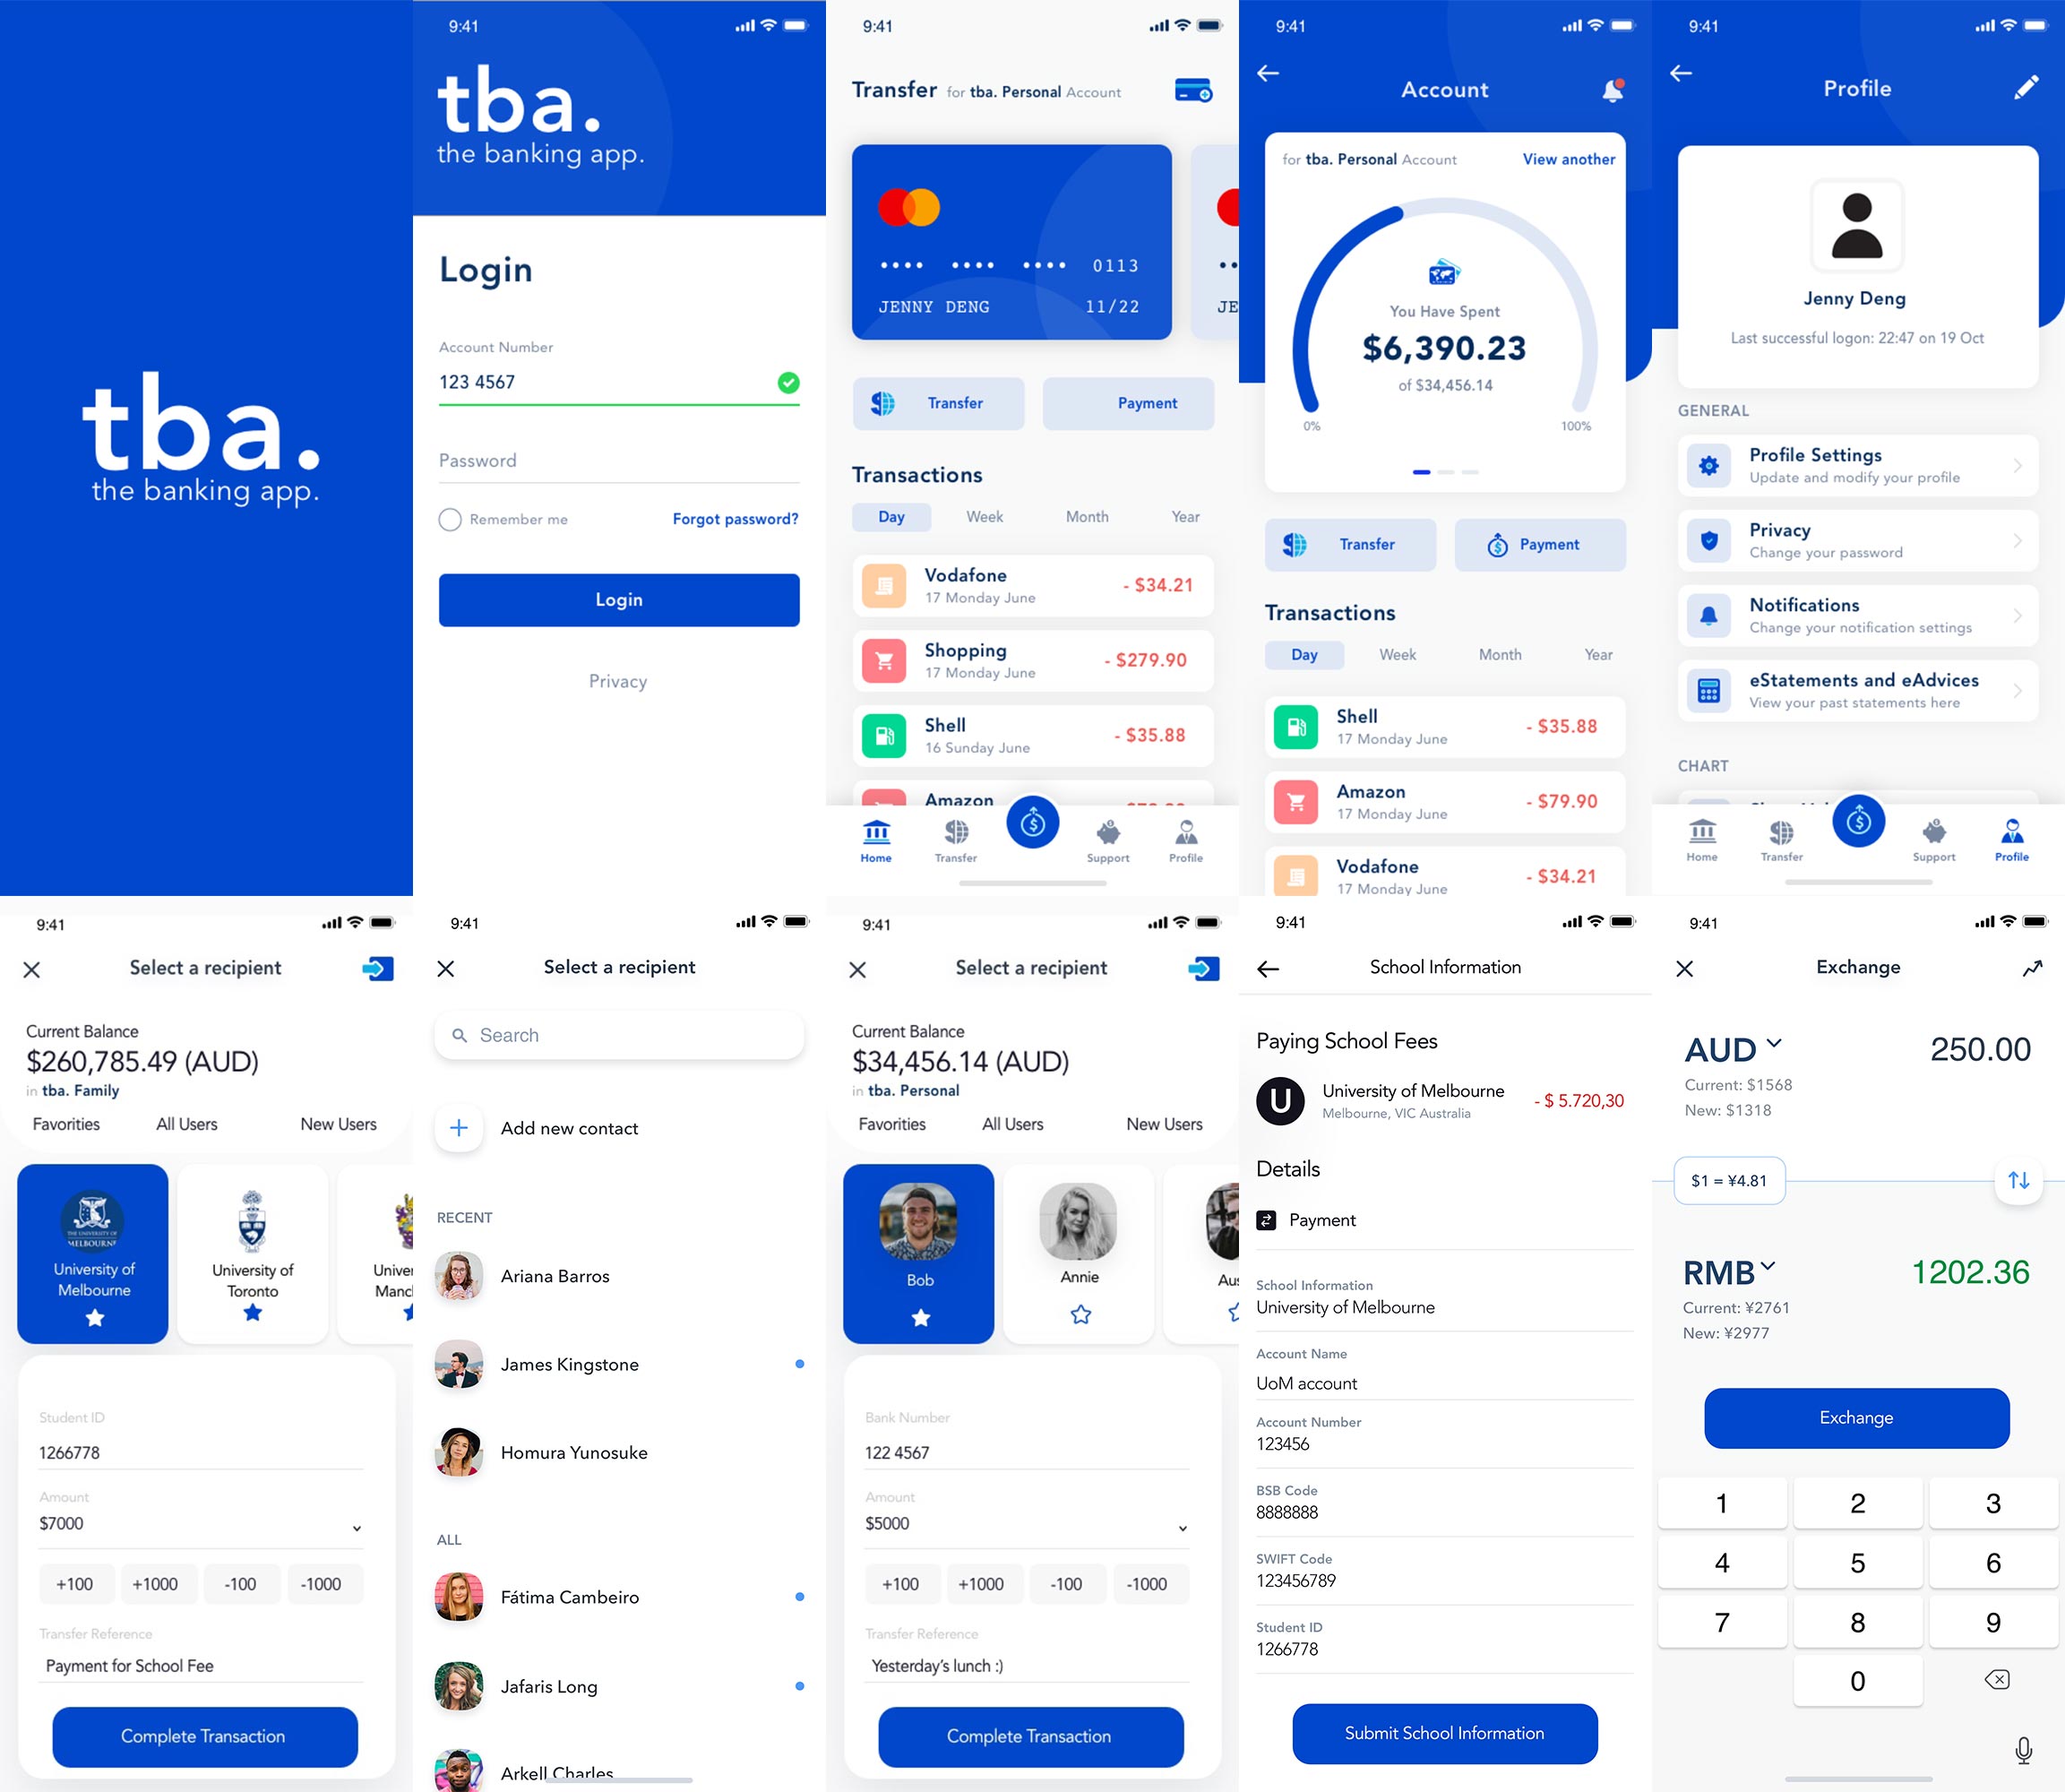 tba.
the banking app.
9:41
tba.
the banking app.
Login
Account Number
123 4567
Password
Remember me Forgot password?
Login
Privacy
9:41
Transfer for tba. Personal Account
•••• •••• •••• 0113
JENNY DENG 11/22
••
JE
Transfer Payment
Transactions
Day Week Month Year
Vodafone
17 Monday June
- $34.21
Shopping
17 Monday June
- $279.90
Shell
16 Sunday June
- $35.88
Amazon
Home Transfer Support Profile
9:41
Account
for tba. Personal Account View another
You Have Spent
$6,390.23
of $34,456.14
0% 100%
Transfer Payment
Transactions
Day Week Month Year
Shell
17 Monday June
- $35.88
Amazon
17 Monday June
- $79.90
Vodafone
17 Monday June
- $34.21
9:41
Profile
Jenny Deng
Last successful logon: 22:47 on 19 Oct
GENERAL
Profile Settings
Update and modify your profile
Privacy
Change your password
Notifications
Change your notification settings
eStatements and eAdvices
View your past statements here
CHART
Home Transfer Support Profile
9:41
Select a recipient
Current Balance
$260,785.49 (AUD)
in tba. Family
Favorities All Users New Users
THE UNIVERSITY OF
MELBOURNE
University of
Melbourne
University of
Toronto
Univer
Manc
Student ID
1266778
Amount
$7000
+100 +1000 -100 -1000
Transfer Reference
Payment for School Fee
Complete Transaction
9:41
Select a recipient
Search
Add new contact
RECENT
Ariana Barros
James Kingstone
Homura Yunosuke
ALL
Fátima Cambeiro
Jafaris Long
Arkell Charles
9:41
Select a recipient
Current Balance
$34,456.14 (AUD)
in tba. Personal
Favorities All Users New Users
Bob
Annie
Aus
Bank Number
122 4567
Amount
$5000
+100 +1000 -100 -1000
Transfer Reference
Yesterday's lunch :)
Complete Transaction
9:41
School Information
Paying School Fees
U
University of Melbourne
Melbourne, VIC Australia
- $ 5.720,30
Details
Payment
School Information
University of Melbourne
Account Name
UoM account
Account Number
123456
BSB Code
8888888
SWIFT Code
123456789
Student ID
1266778
Submit School Information
9:41
Exchange
AUD 250.00
Current: $1568
New: $1318
$1 = ¥4.81
RMB 1202.36
Current: ¥2761
New: ¥2977
Exchange
1 2 3
4 5 6
7 8 9
0